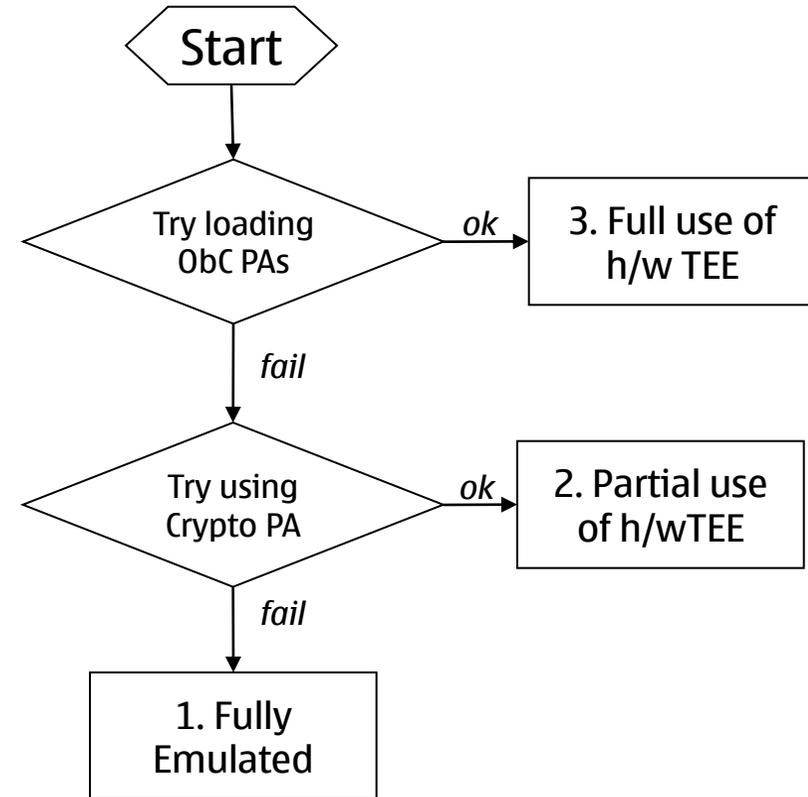 Start
Try loading
ObC PAs
ok
3. Full use of
h/w TEE
fail
Try using
Crypto PA
ok
2. Partial use
of h/wTEE
fail
1. Fully
Emulated